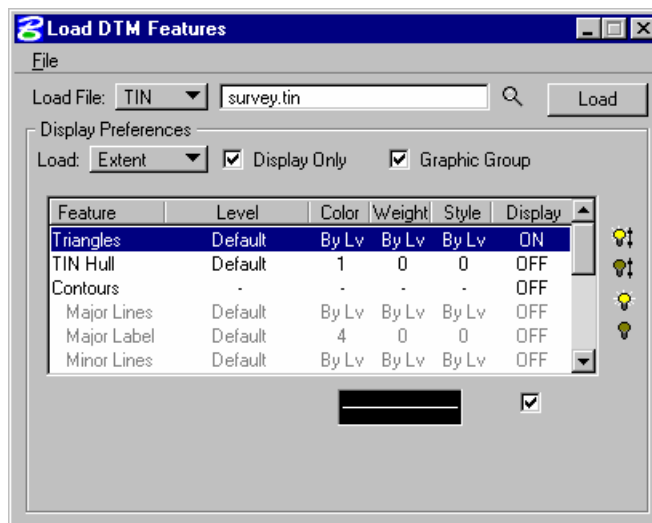 Load DTM Features
File
Load File: TIN survey.tin Load
Display Preferences
Load: Extent Display Only Graphic Group
Feature Level Color Weight Style Display
Triangles Default By Lv By Lv By Lv ON
TIN Hull Default 1 0 0 OFF
Contours - - - - OFF
Major Lines Default By Lv By Lv By Lv OFF
Major Label Default 4 0 0 OFF
Minor Lines Default By Lv By Lv By Lv OFF